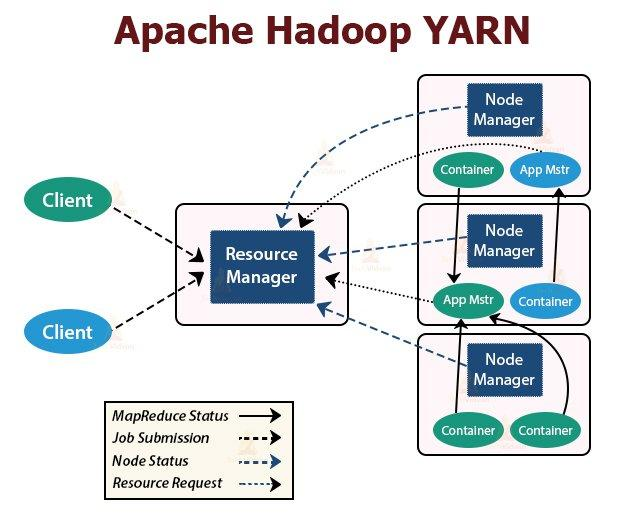 Apache Hadoop YARN
Node
Manager
Container
App Mstr
Client
Resource
Manager
Node
Manager
App Mstr
Container
Client
Node
Manager
Container
Container
MapReduce Status
Job Submission
Node Status
Resource Request